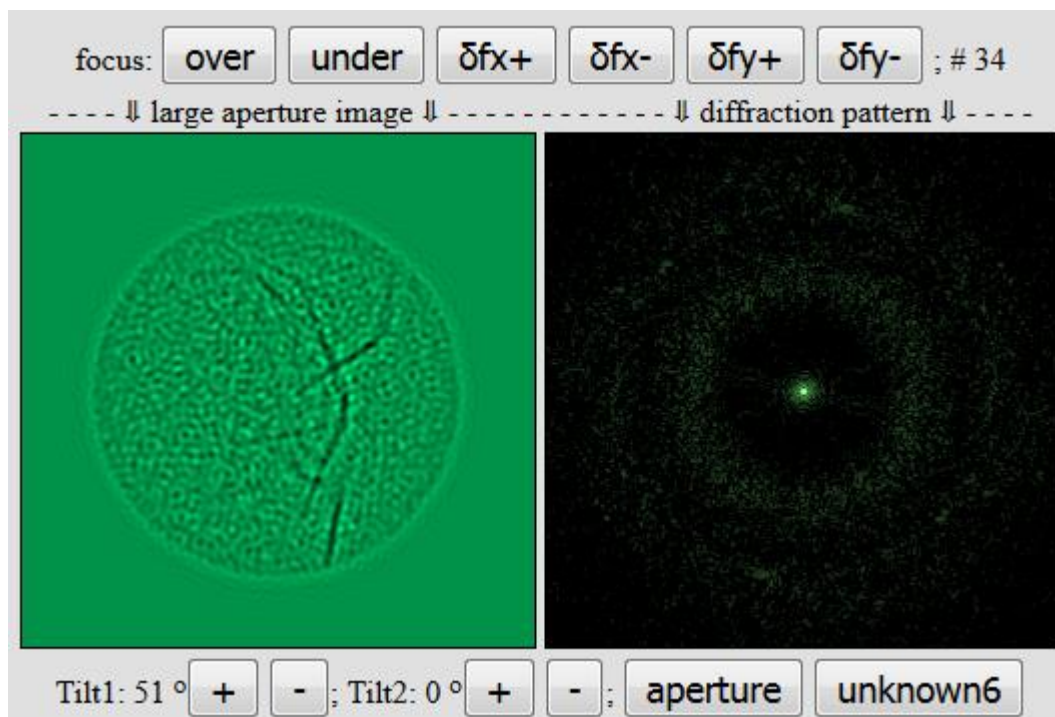 focus: over under δfx+ δfx- δfy+ δfy- ; # 34
- - - - ⇓ large aperture image ⇓ - - - - - - - - - - - - - ⇓ diffraction pattern ⇓ - - - -
Tilt1: 51 º + - ; Tilt2: 0 º + - ; aperture unknown6